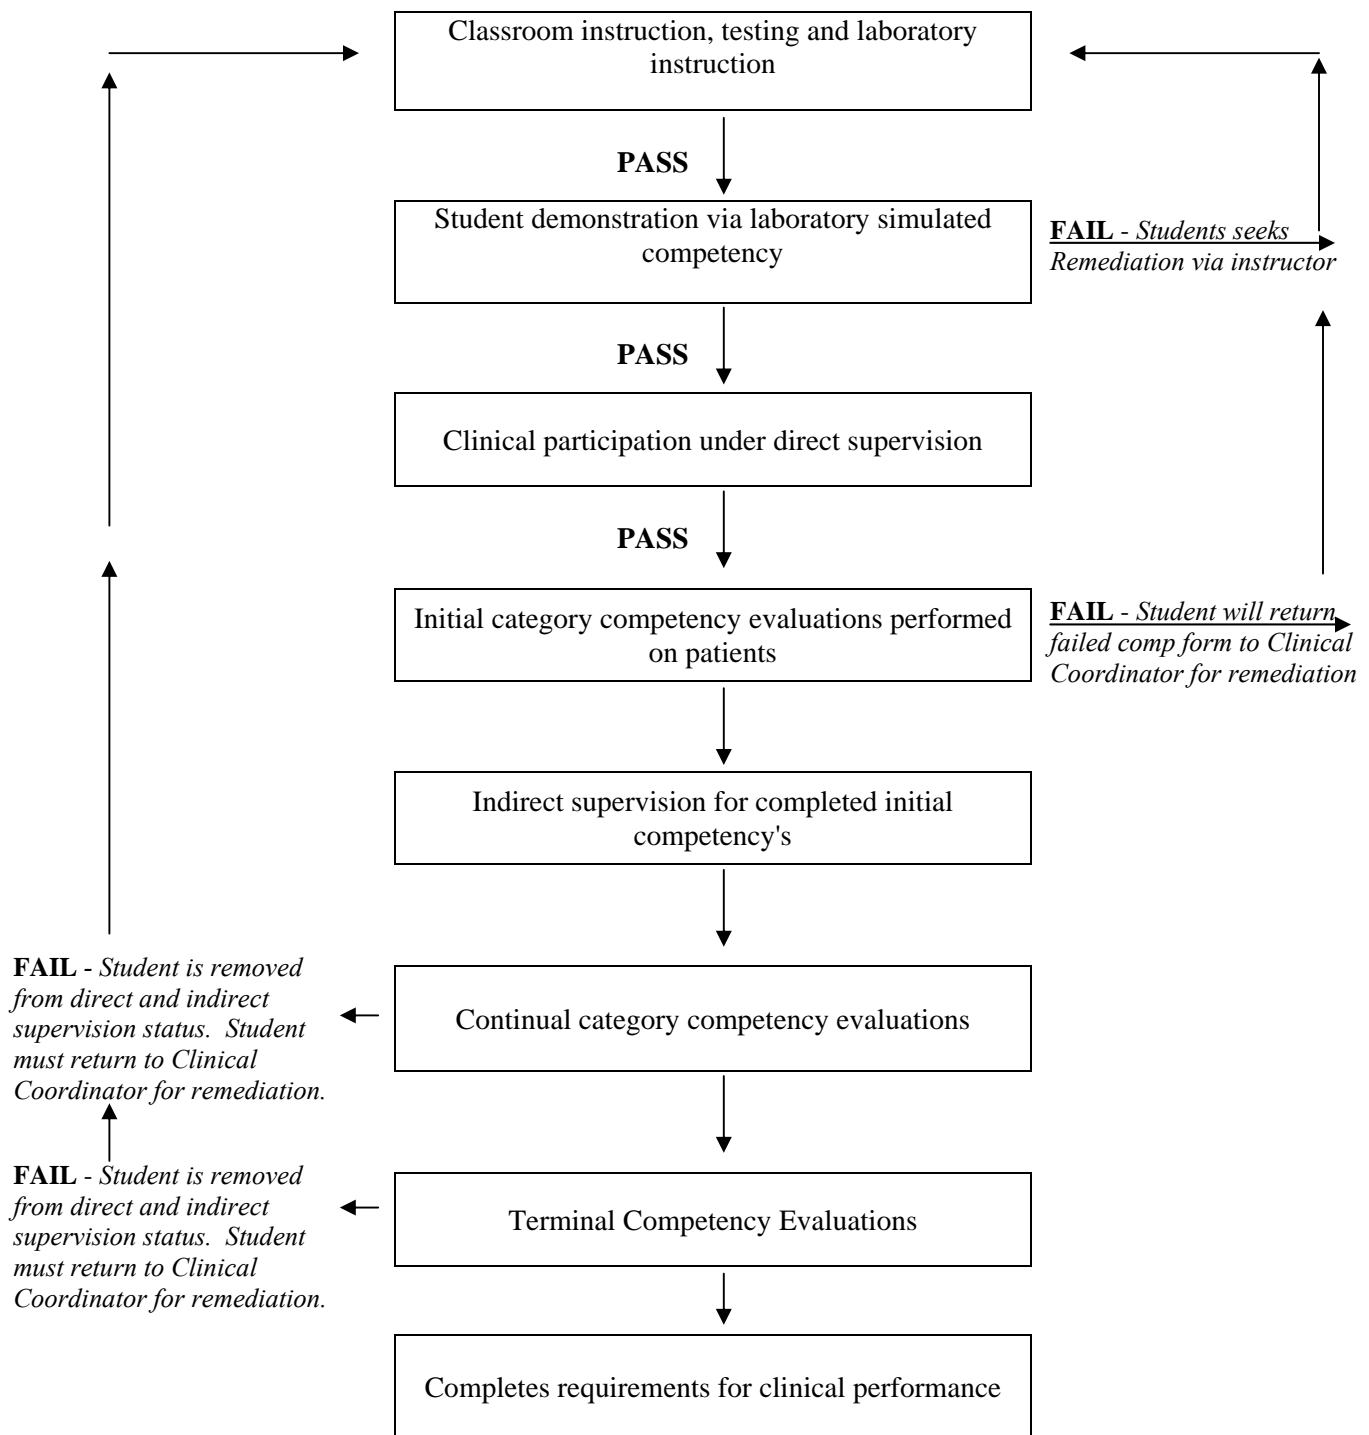 Classroom instruction, testing and laboratory
instruction
PASS
Student demonstration via laboratory simulated
competency
FAIL - Students seeks
Remediation via instructor
PASS
Clinical participation under direct supervision
PASS
Initial category competency evaluations performed
on patients
FAIL - Student will return
failed comp form to Clinical
Coordinator for remediation
Indirect supervision for completed initial
competency's
FAIL - Student is removed
from direct and indirect
supervision status.  Student
must return to Clinical
Coordinator for remediation.
Continual category competency evaluations
FAIL - Student is removed
from direct and indirect
supervision status.  Student
must return to Clinical
Coordinator for remediation.
Terminal Competency Evaluations
Completes requirements for clinical performance